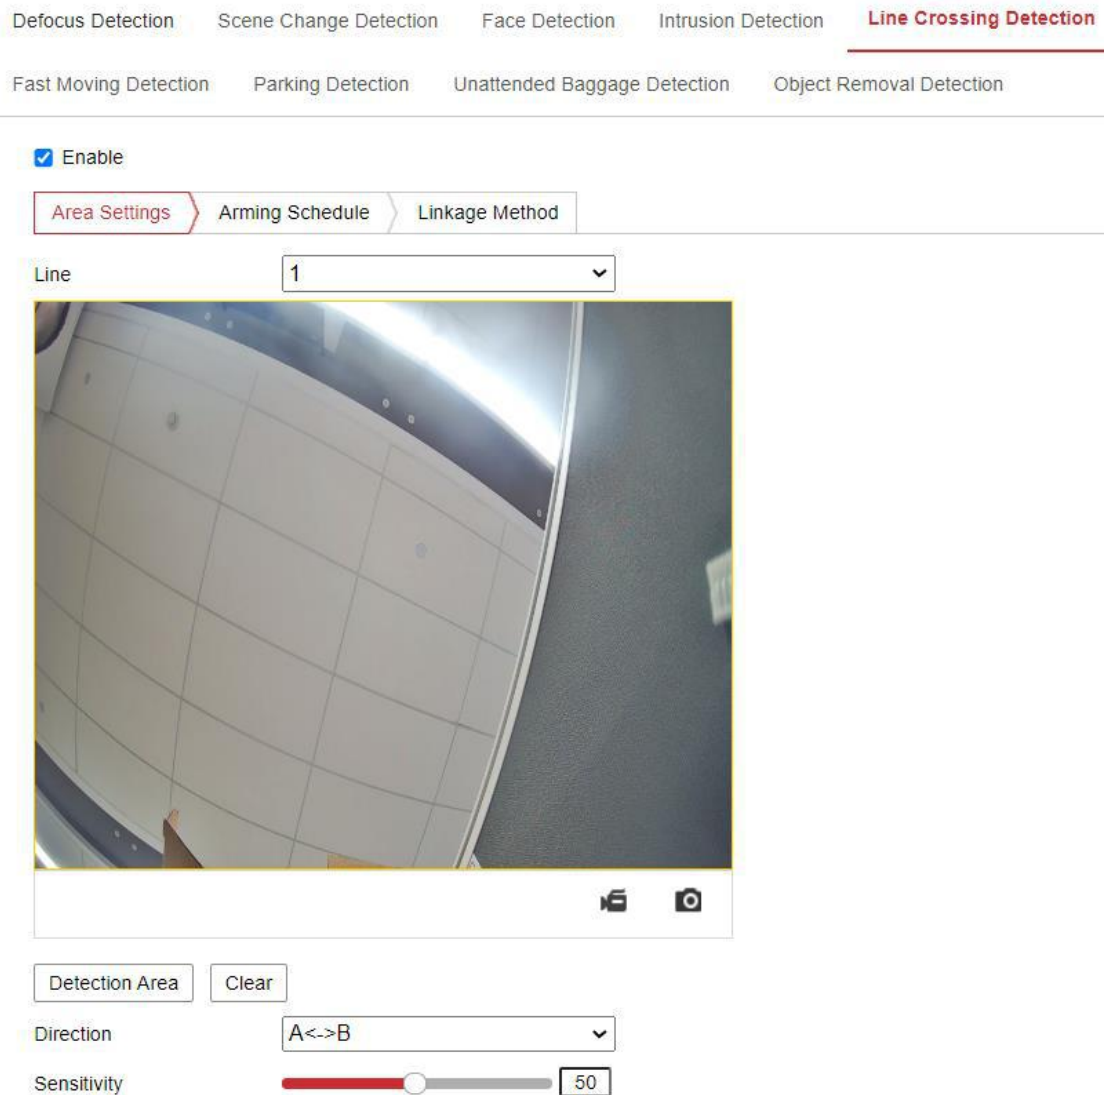 Defocus Detection Scene Change Detection Face Detection Intrusion Detection Line Crossing Detection
Fast Moving Detection Parking Detection Unattended Baggage Detection Object Removal Detection
Enable
Area Settings Arming Schedule Linkage Method
Line 1
Detection Area Clear
Direction A<->B
Sensitivity 50